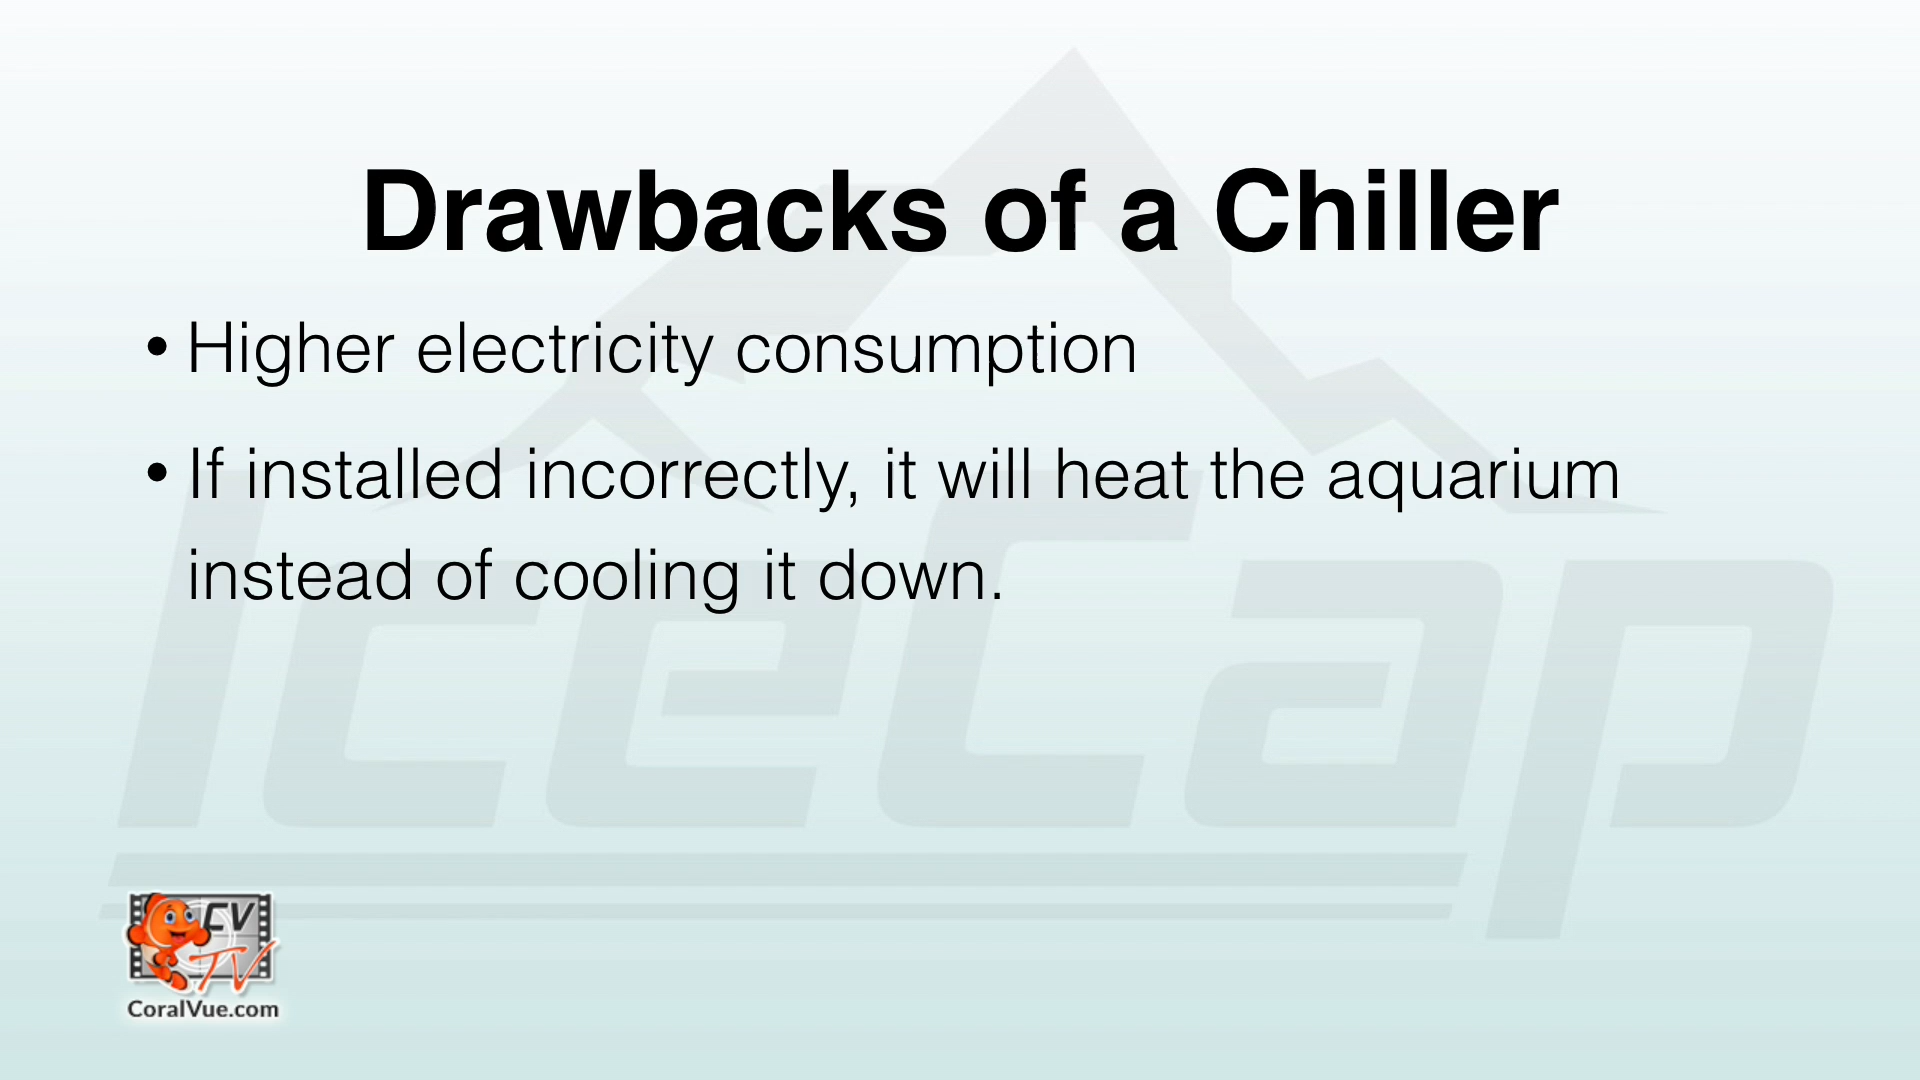 Drawbacks of a Chiller
• Higher electricity consumption
• If installed incorrectly, it will heat the aquarium
instead of cooling it down.
IceCap
CV
TV
CoralVue.com